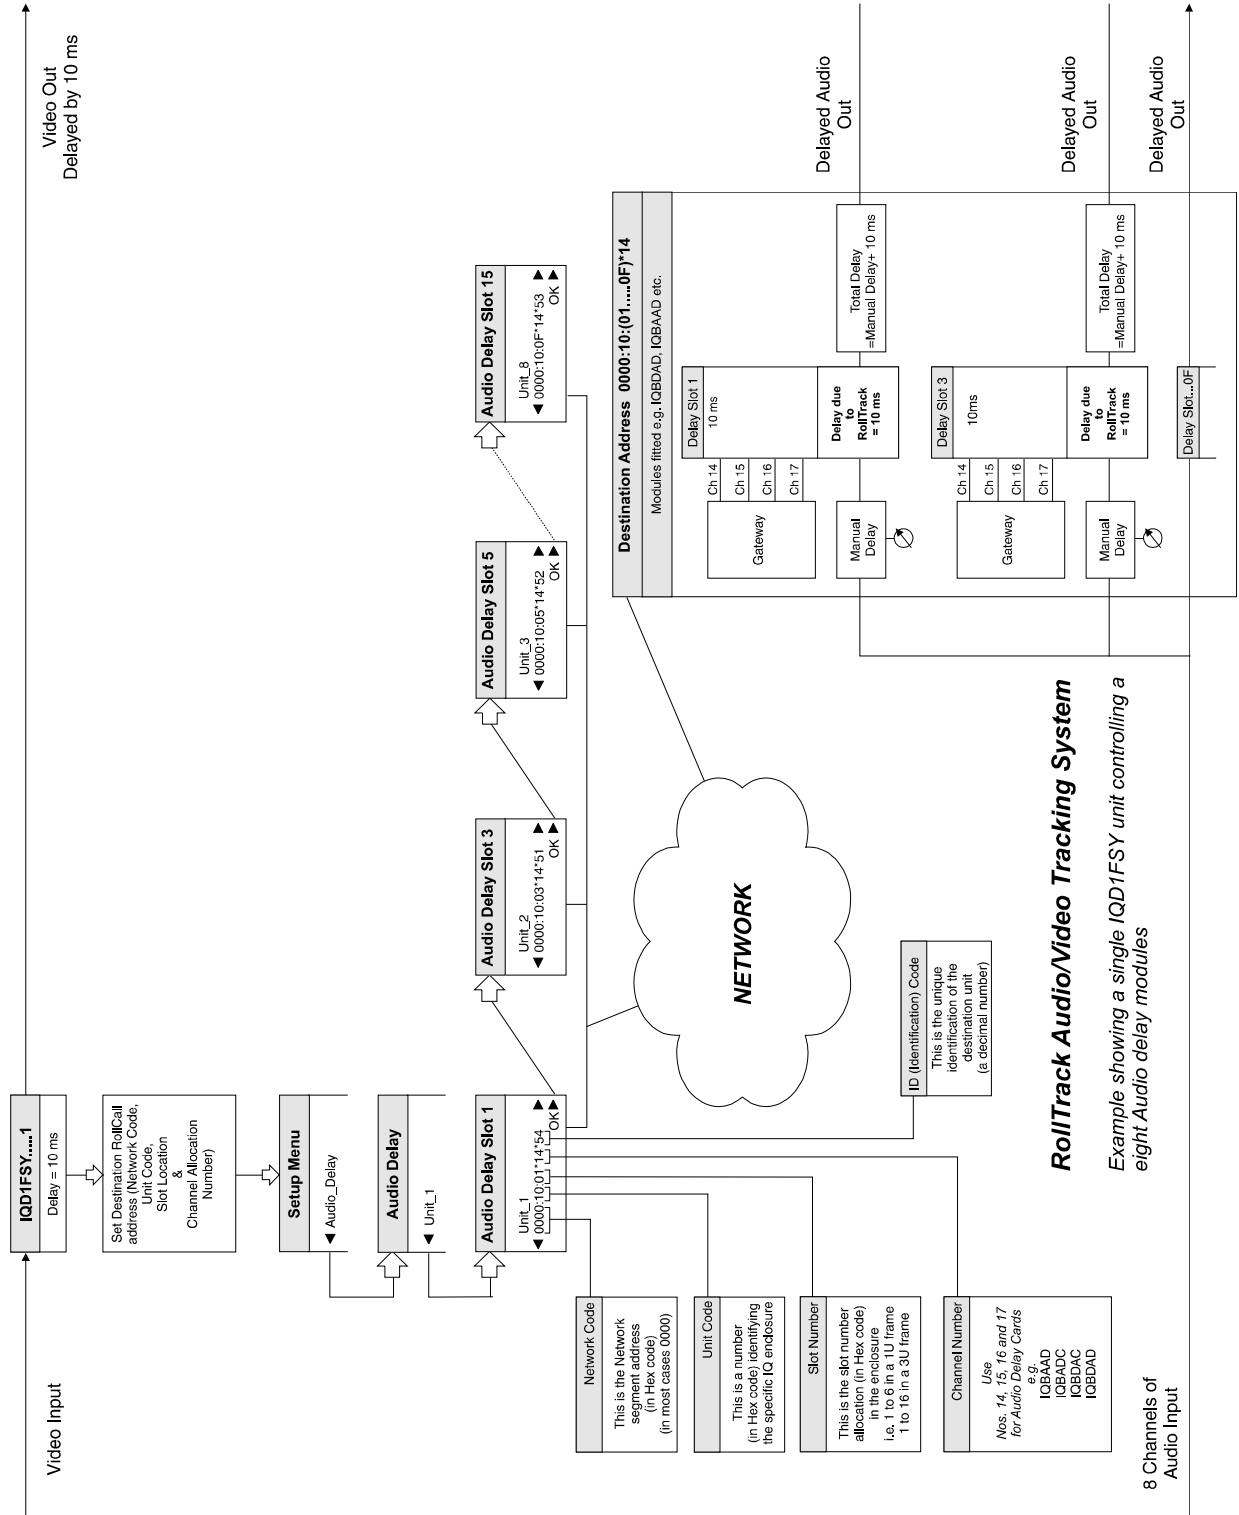 Video Input
IQD1FSY.....1
Delay = 10 ms
Video Out
Delayed by 10 ms
Set Destination RollCall
address (Network Code,
Unit Code,
Slot Location
&
Channel Allocation
Number)
Setup Menu
◀ Audio_Delay
Audio Delay
◀ Unit_1
Audio Delay Slot 1
Unit_1
◀ 0000:10:01*14*54 ▶
OK ▶
Audio Delay Slot 3
Unit_2
◀ 0000:10:03*14*51 ▶
OK ▶
Audio Delay Slot 5
Unit_3
◀ 0000:10:05*14*52 ▶
OK ▶
Audio Delay Slot 15
Unit_8
◀ 0000:10:0F*14*53 ▶
OK ▶
Network Code
This is the Network
segment address
(in Hex code)
(in most cases 0000)
Unit Code
This is a number
(in Hex code) identifying
the specific IQ enclosure
Slot Number
This is the slot number
allocation (in Hex code)
in the enclosure
i.e. 1 to 6 in a 1U frame
1 to 16 in a 3U frame
Channel Number
Use
Nos. 14, 15, 16 and 17
for Audio Delay Cards
e.g.
IQBAAD
IQBADC
IQBDAC
IQBDAD
ID (Identification) Code
This is the unique
identification of the
destination unit
(a decimal number)
NETWORK
Destination Address 0000:10:(01.....0F)*14
Modules fitted e.g. IQBDAD, IQBAAD etc.
Gateway
Ch 14
Ch 15
Ch 16
Ch 17
Delay Slot 1
10 ms
Manual
Delay
Delay due
to
RollTrack
= 10 ms
Total Delay
=Manual Delay+ 10 ms
Delayed Audio
Out
Gateway
Ch 14
Ch 15
Ch 16
Ch 17
Delay Slot 3
10ms
Manual
Delay
Delay due
to
RollTrack
= 10 ms
Total Delay
=Manual Delay+ 10 ms
Delayed Audio
Out
Delay Slot...0F
Delayed Audio
Out
RollTrack Audio/Video Tracking System
Example showing a single IQD1FSY unit controlling a
eight Audio delay modules
8 Channels of
Audio Input